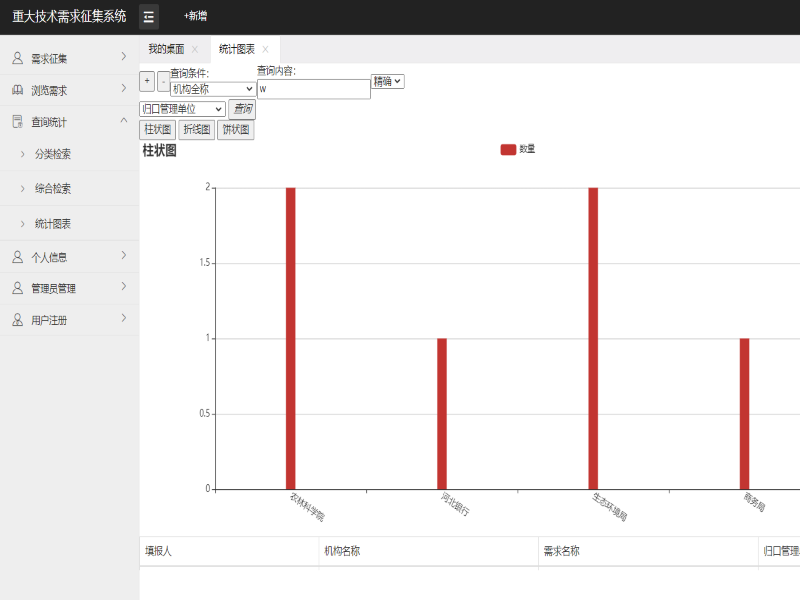 重大技术需求征集系统
+新增
需求征集
浏览需求
查询统计
分类检索
综合检索
统计图表
个人信息
管理员管理
用户注册
我的桌面 x
统计图表 x
+ -
查询条件:
机构全称
查询内容:
w
精确
归口管理单位
查询
柱状图 折线图 饼状图
柱状图
数量
2
1.5
1
0.5
0
农林科学院
河北银行
生态环境局
商务局
填报人 机构名称 需求名称 归口管理